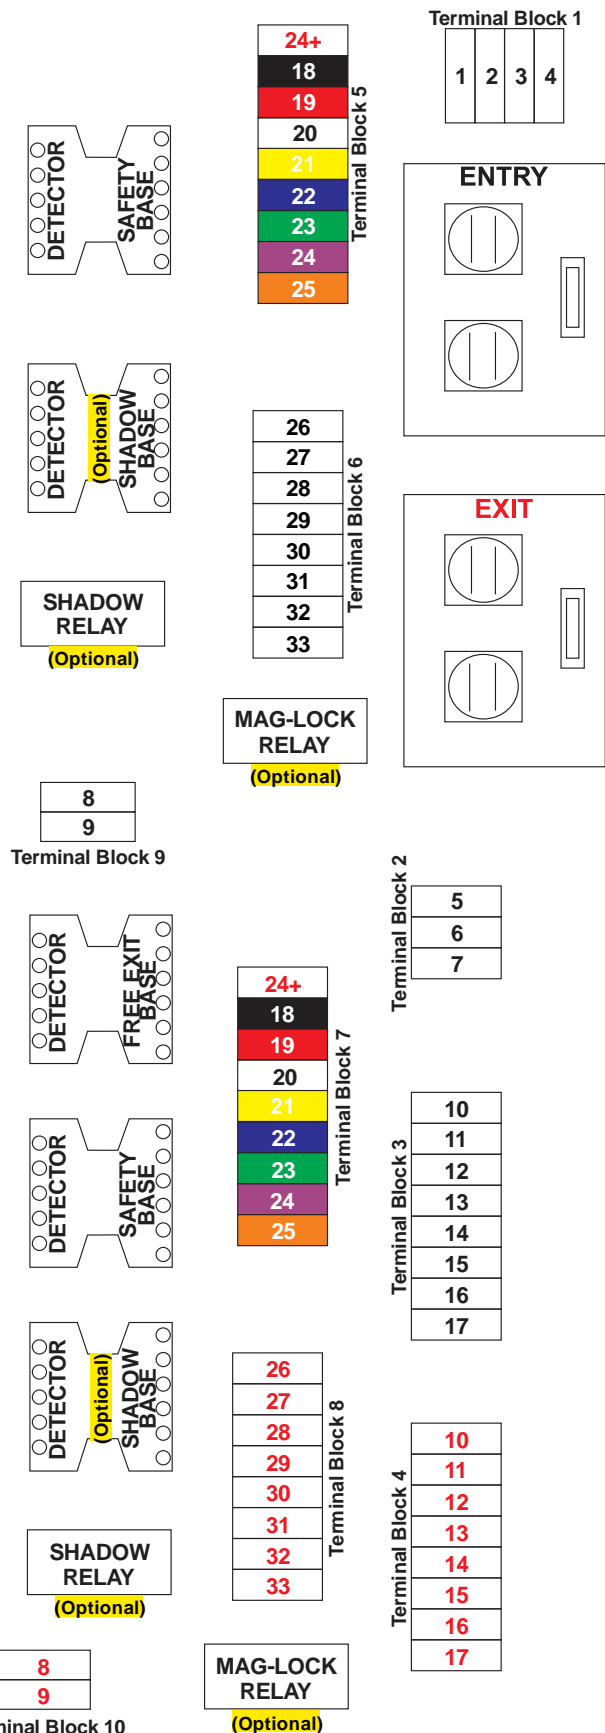 Terminal Block 1
1 2 3 4
24+
18
19
20
21
22
23
24
25
Terminal Block 5
DETECTOR
SAFETY
BASE
ENTRY
DETECTOR
(Optional)
SHADOW
BASE
26
27
28
29
30
31
32
33
Terminal Block 6
EXIT
SHADOW
RELAY
(Optional)
MAG-LOCK
RELAY
(Optional)
8
9
Terminal Block 9
Terminal Block 2
5
6
7
DETECTOR
FREE EXIT
BASE
24+
18
19
20
21
22
23
24
25
Terminal Block 7
DETECTOR
SAFETY
BASE
Terminal Block 3
10
11
12
13
14
15
16
17
DETECTOR
(Optional)
SHADOW
BASE
26
27
28
29
30
31
32
33
Terminal Block 8
Terminal Block 4
10
11
12
13
14
15
16
17
SHADOW
RELAY
(Optional)
8
9
minal Block 10
MAG-LOCK
RELAY
(Optional)